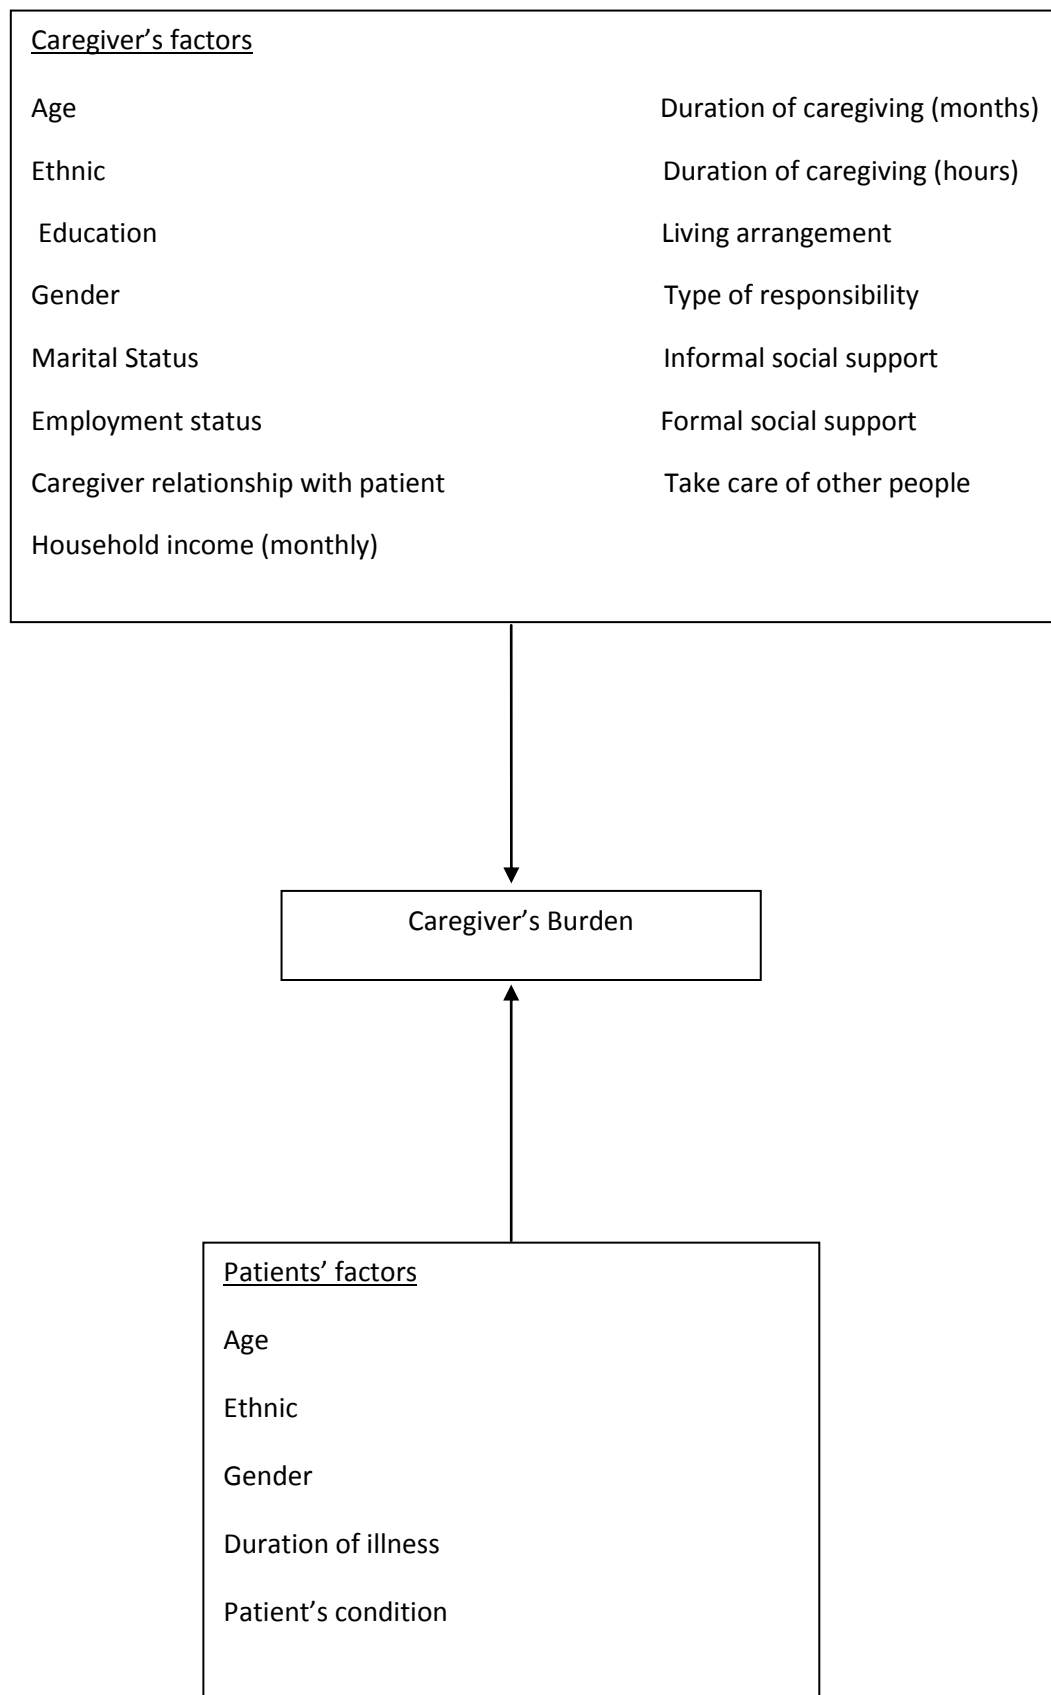 Caregiver’s factors
Age
Ethnic
Education
Gender
Marital Status
Employment status
Caregiver relationship with patient
Household income (monthly)
Duration of caregiving (months)
Duration of caregiving (hours)
Living arrangement
Type of responsibility
Informal social support
Formal social support
Take care of other people
Caregiver’s Burden
Patients’ factors
Age
Ethnic
Gender
Duration of illness
Patient’s condition